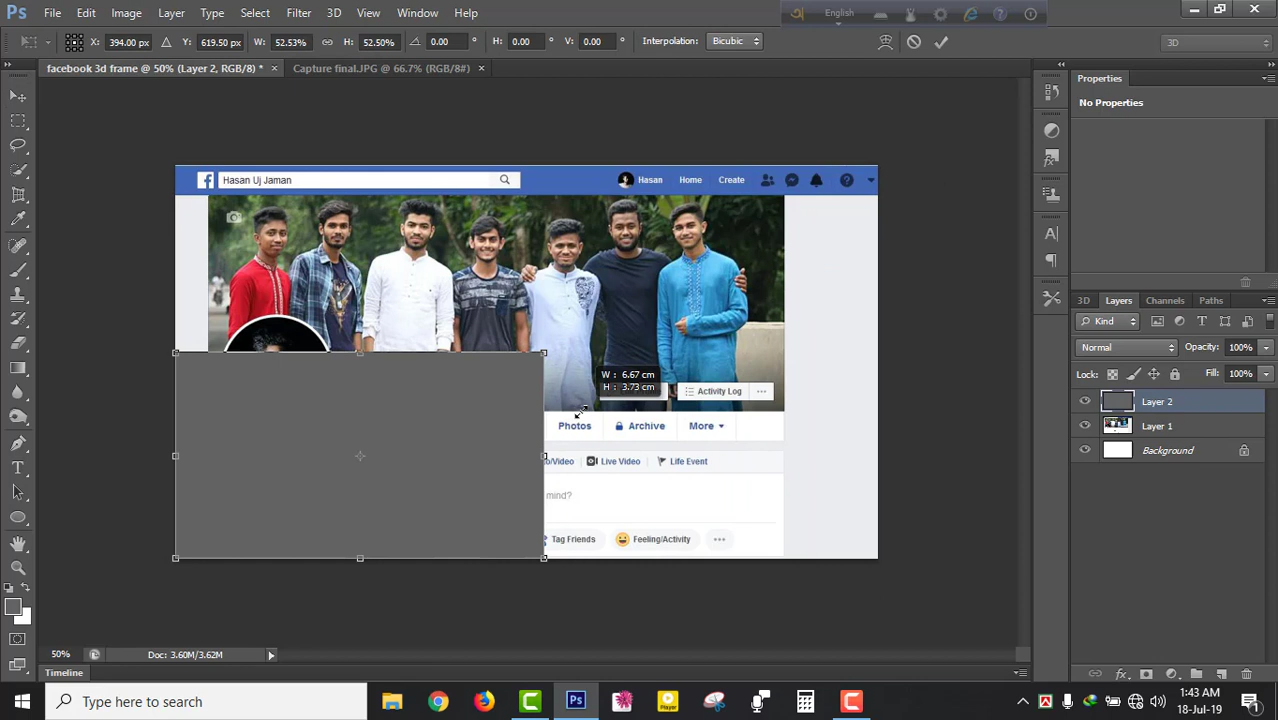 Ps File Edit Image Layer Type Select Filter 3D View Window Help
English
X: 394.00 px Y: 619.50 px W: 52.53% H: 52.50% 0.00 ° H: 0.00 ° V: 0.00 ° Interpolation: Bicubic
3D
facebook 3d frame @ 50% (Layer 2, RGB/8) * × Capture final.JPG @ 66.7% (RGB/8#) ×
Properties
No Properties
Hasan Uj Jaman
Hasan Home Create
W : 6.67 cm
H : 3.73 cm
Activity Log
Photos Archive More
o/Video Live Video Life Event
mind?
Tag Friends Feeling/Activity
3D Layers Channels Paths
Kind
Normal Opacity: 100%
Lock: Fill: 100%
Layer 2
Layer 1
Background
50% Doc: 3.60M/3.62M
Timeline
Type here to search
Player
1:43 AM
18-Jul-19